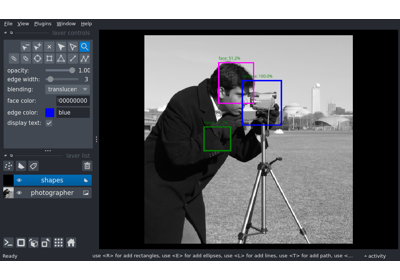 File View Plugins Window Help
layer controls
opacity: 1.00
edge width: 3
blending: translucen
face color: 00000000
edge color: blue
display text:
layer list
shapes
photographer
Ready use <R> for add rectangles, use <E> for add ellipses, use <L> for add lines, use <T> for add path, use <... activity